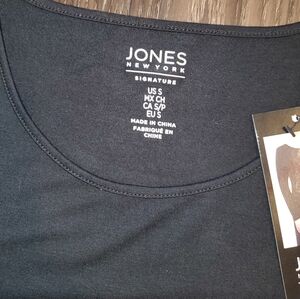 JONES
NEW YORK
SIGNATURE
US S
MX CH
CA S/P
EU S
MADE IN CHINA
FABRIQUÉ EN
CHINE
J